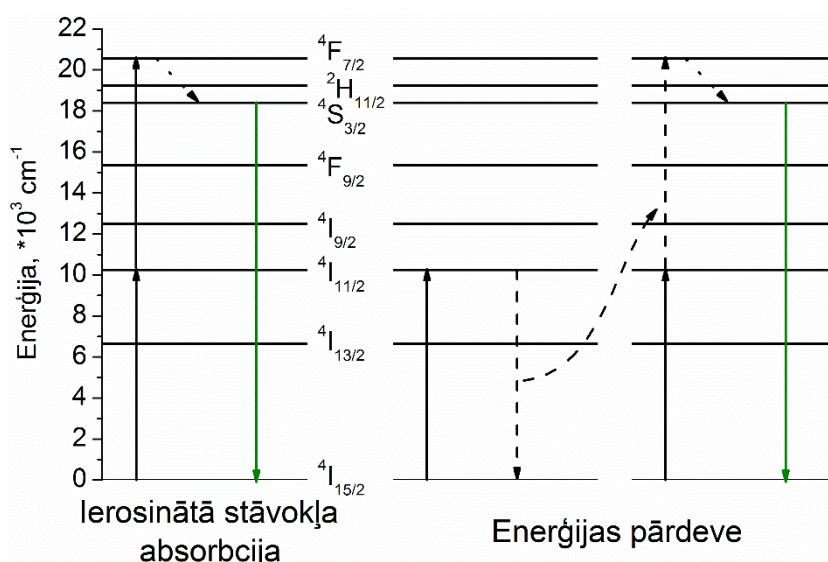 Enerģija, *10³ cm⁻¹
22
20
18
16
14
12
10
8
6
4
2
0
⁴F₇/₂
²H₁₁/₂
⁴S₃/₂
⁴F₉/₂
⁴I₉/₂
⁴I₁₁/₂
⁴I₁₃/₂
⁴I₁₅/₂
Ierosinātā stāvokļa
absorbcija
Enerģijas pārdeve